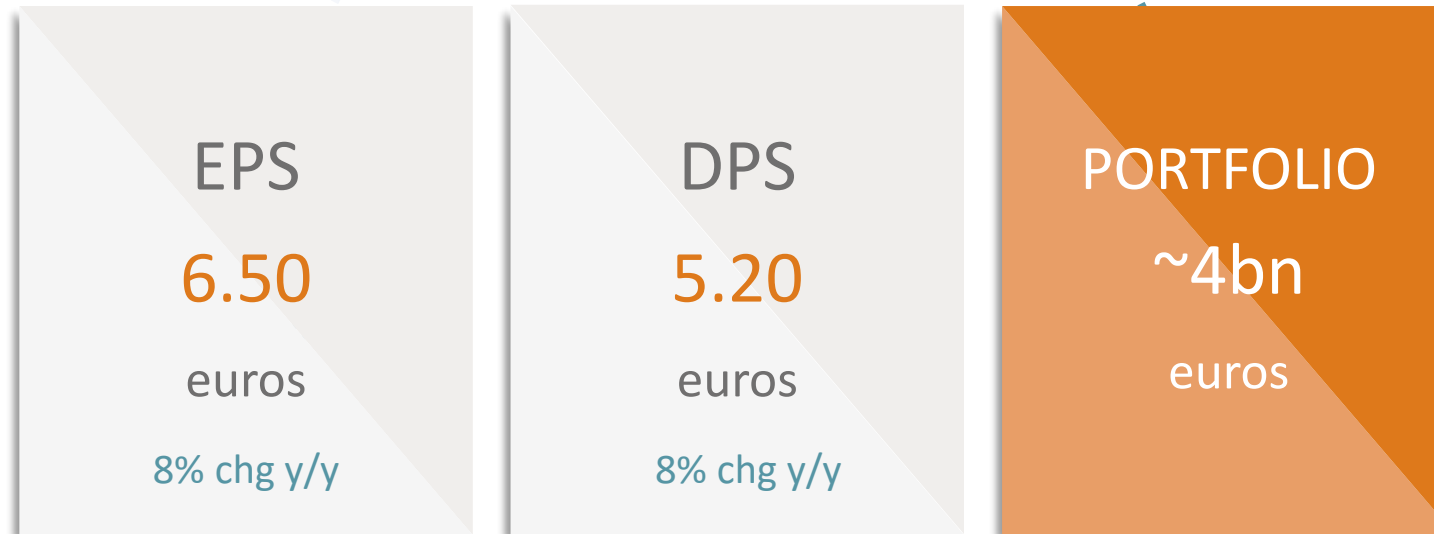 EPS
6.50
euros
8% chg y/y
DPS
5.20
euros
8% chg y/y
PORTFOLIO
~4bn
euros